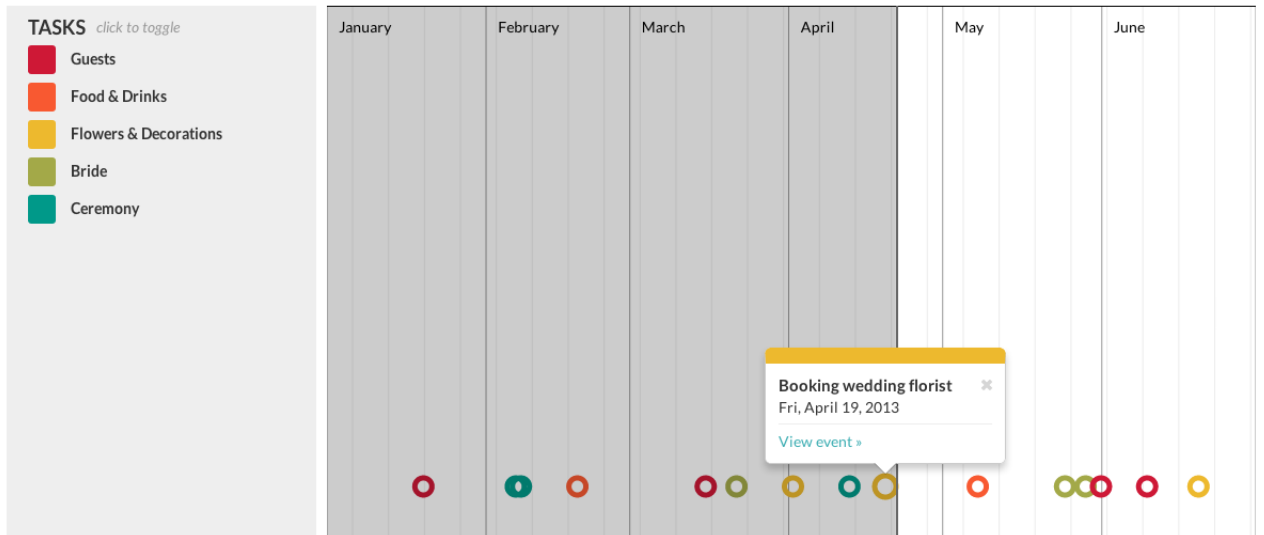 TASKS click to toggle
Guests
Food & Drinks
Flowers & Decorations
Bride
Ceremony
January February March April May June
Booking wedding florist ✖
Fri, April 19, 2013
View event »